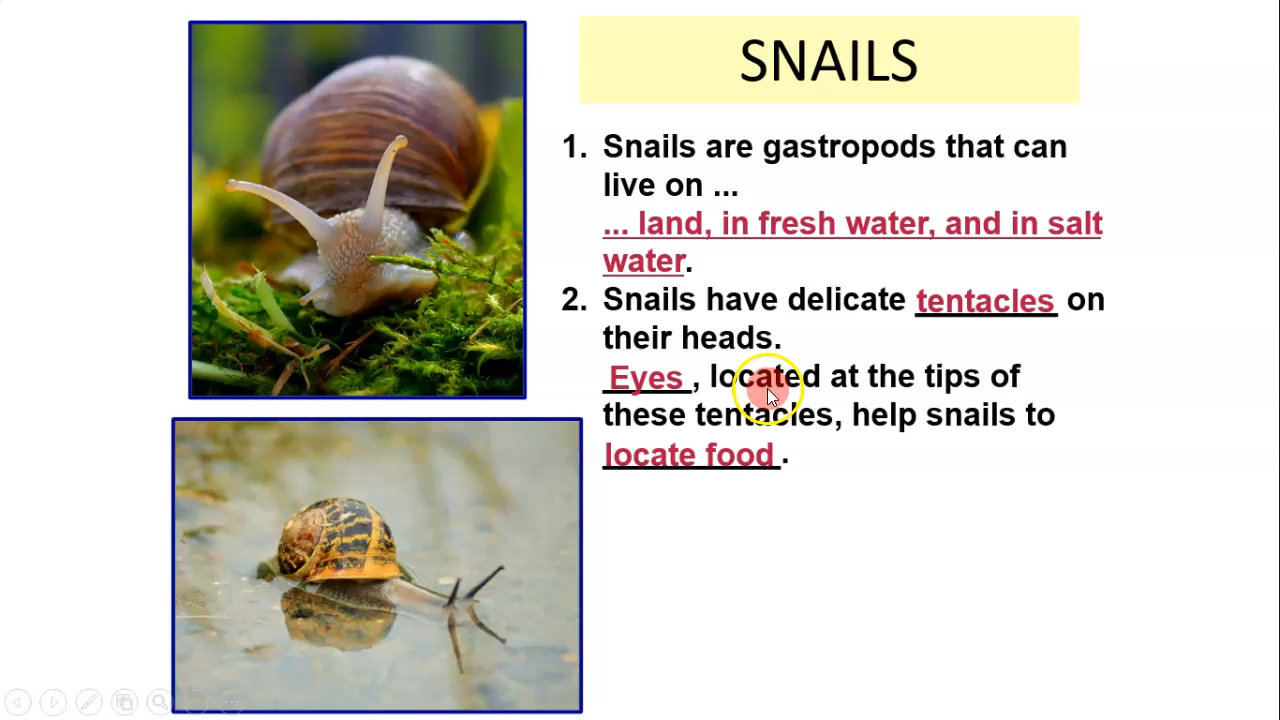 SNAILS
1. Snails are gastropods that can
live on ...
... land, in fresh water, and in salt
water.
2. Snails have delicate tentacles on
their heads.
Eyes, located at the tips of
these tentacles, help snails to
locate food.